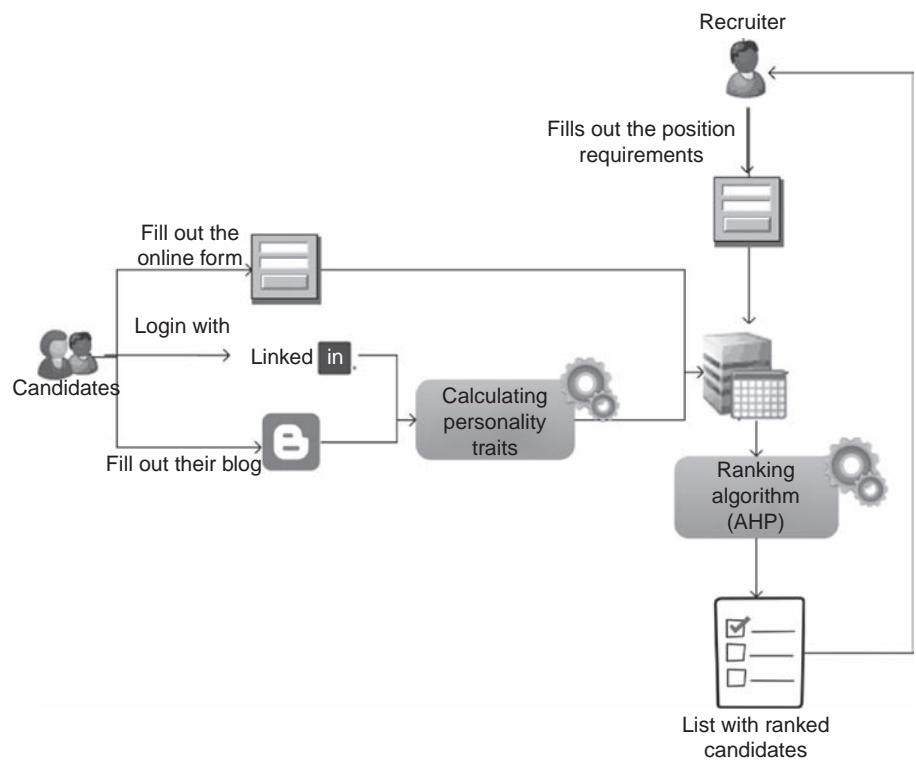 Recruiter
Fills out the position
requirements
Fill out the
online form
Login with
Linked in
Candidates
Calculating
personality
traits
Fill out their blog
Ranking
algorithm
(AHP)
List with ranked
candidates